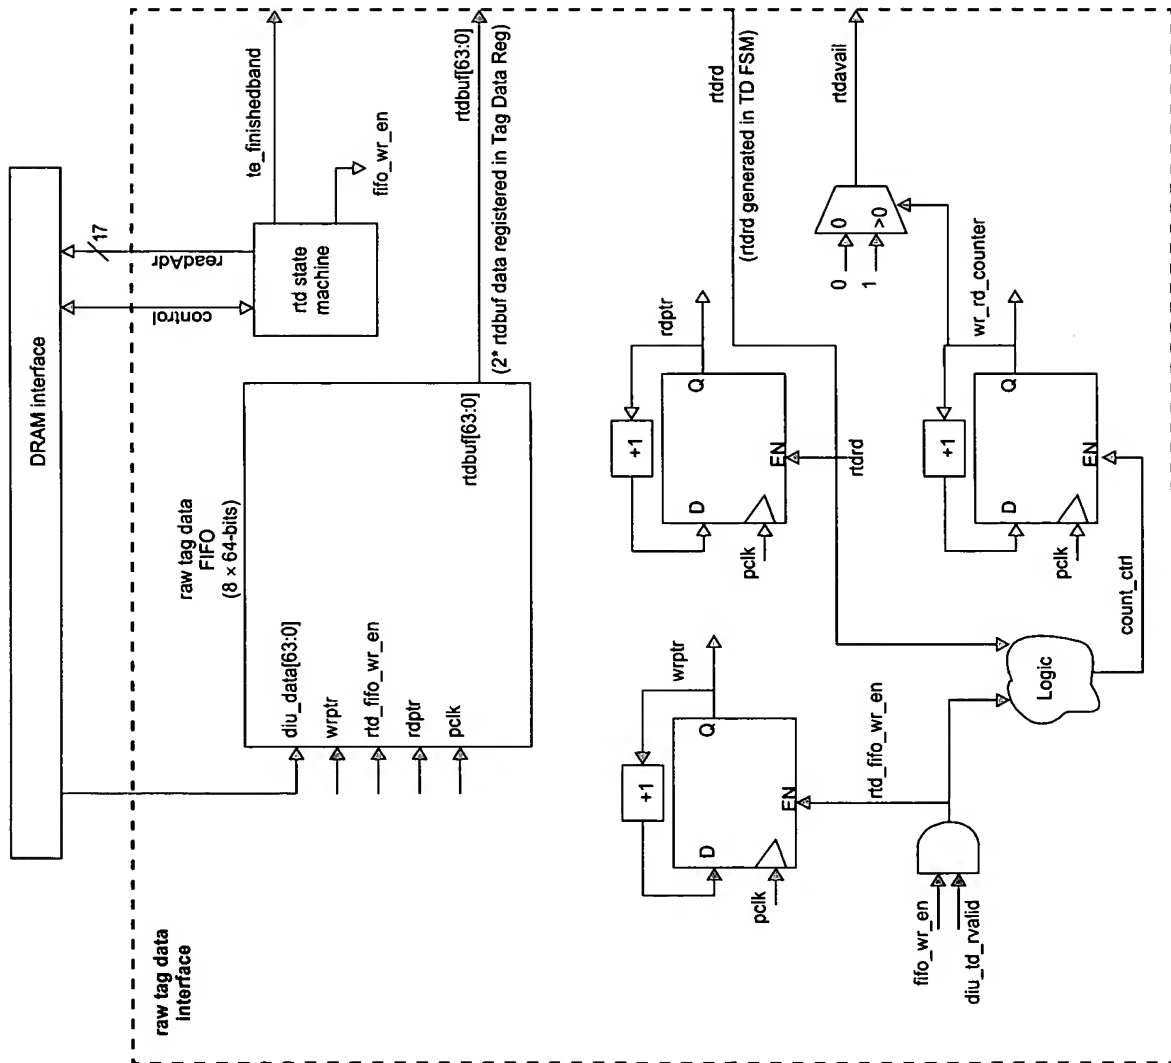 DRAM interface
raw tag data
interface
control
readAdr
17
rtd state
machine
te_finishedband
fifo_wr_en
raw tag data
FIFO
(8 × 64-bits)
diu_data[63:0]
wrptr
rtd_fifo_wr_en
rdptr
pclk
rtdbuf[63:0]
rtdbuf[63:0]
(2* rtdbuf data registered in Tag Data Reg)
+1
D
Q
EN
pclk
wrptr
fifo_wr_en
diu_td_rvalid
rtd_fifo_wr_en
+1
D
Q
EN
pclk
rdptr
rtdrd
rtdrd
(rtdrd generated in TD FSM)
Logic
count_ctrl
+1
D
Q
EN
pclk
wr_rd_counter
0
1
0
>0
rtdavail